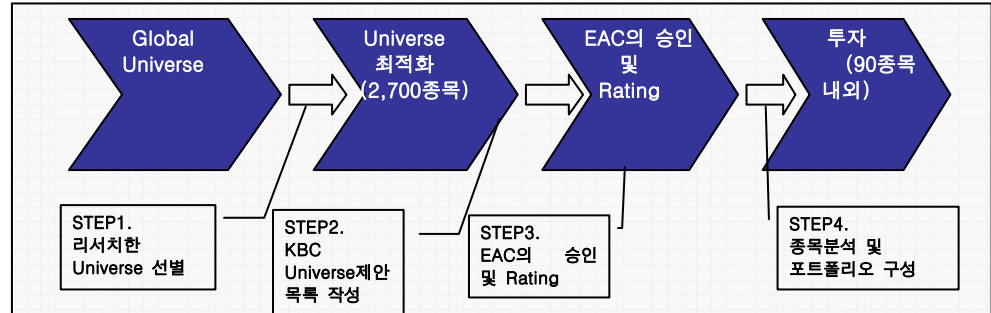 Global
Universe
Universe
최적화
(2,700종목)
EAC의 승인
및
Rating
투자
(90종목
내외)
STEP1.
리서치한
Universe 선별
STEP2.
KBC
Universe제안
목록 작성
STEP3.
EAC의 승인
및 Rating
STEP4.
종목분석 및
포트폴리오 구성